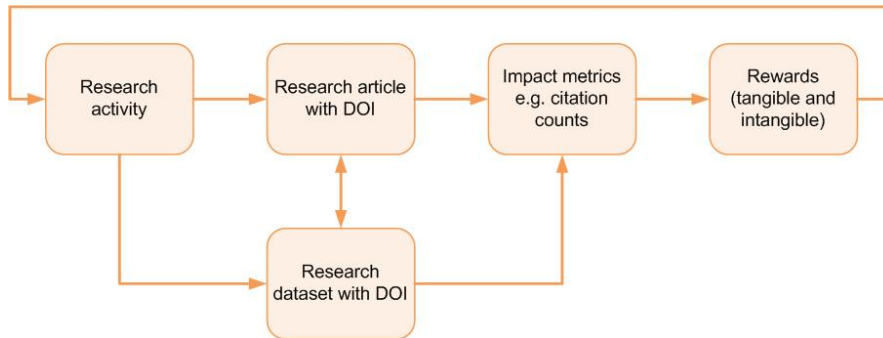 Research
activity
Research article
with DOI
Impact metrics
e.g. citation
counts
Rewards
(tangible and
intangible)
Research
dataset with DOI